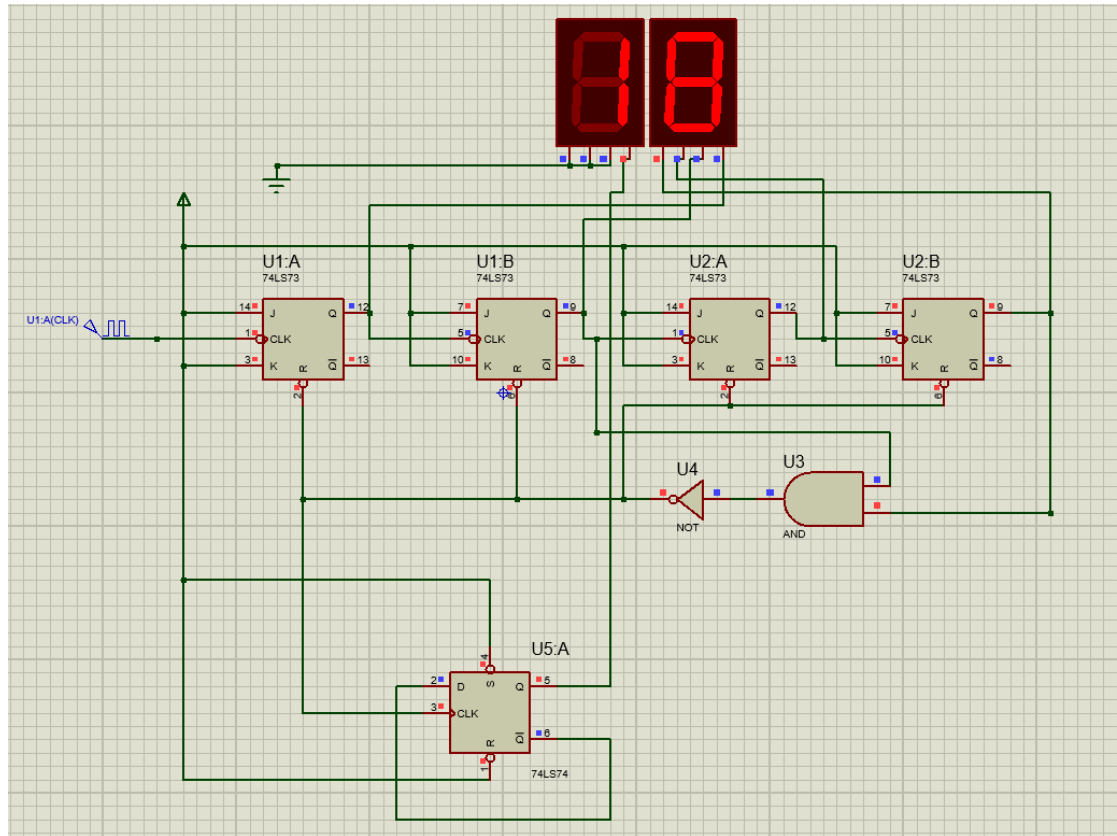 18
U1:A
74LS73
U1:B
74LS73
U2:A
74LS73
U2:B
74LS73
U1:A(CLK)
14 J Q 12
1 CLK
3 K Q 13
R
2
7 J Q 9
5 CLK
10 K Q 8
R
6
14 J Q 12
1 CLK
3 K Q 13
R
2
7 J Q 9
5 CLK
10 K Q 8
R
6
U4
NOT
U3
AND
U5:A
4
S
2 D Q 5
3 CLK
Q 6
R
1
74LS74